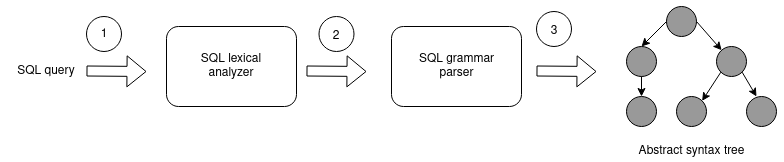 1
2
3
SQL query
SQL lexical
analyzer
SQL grammar
parser
Abstract syntax tree